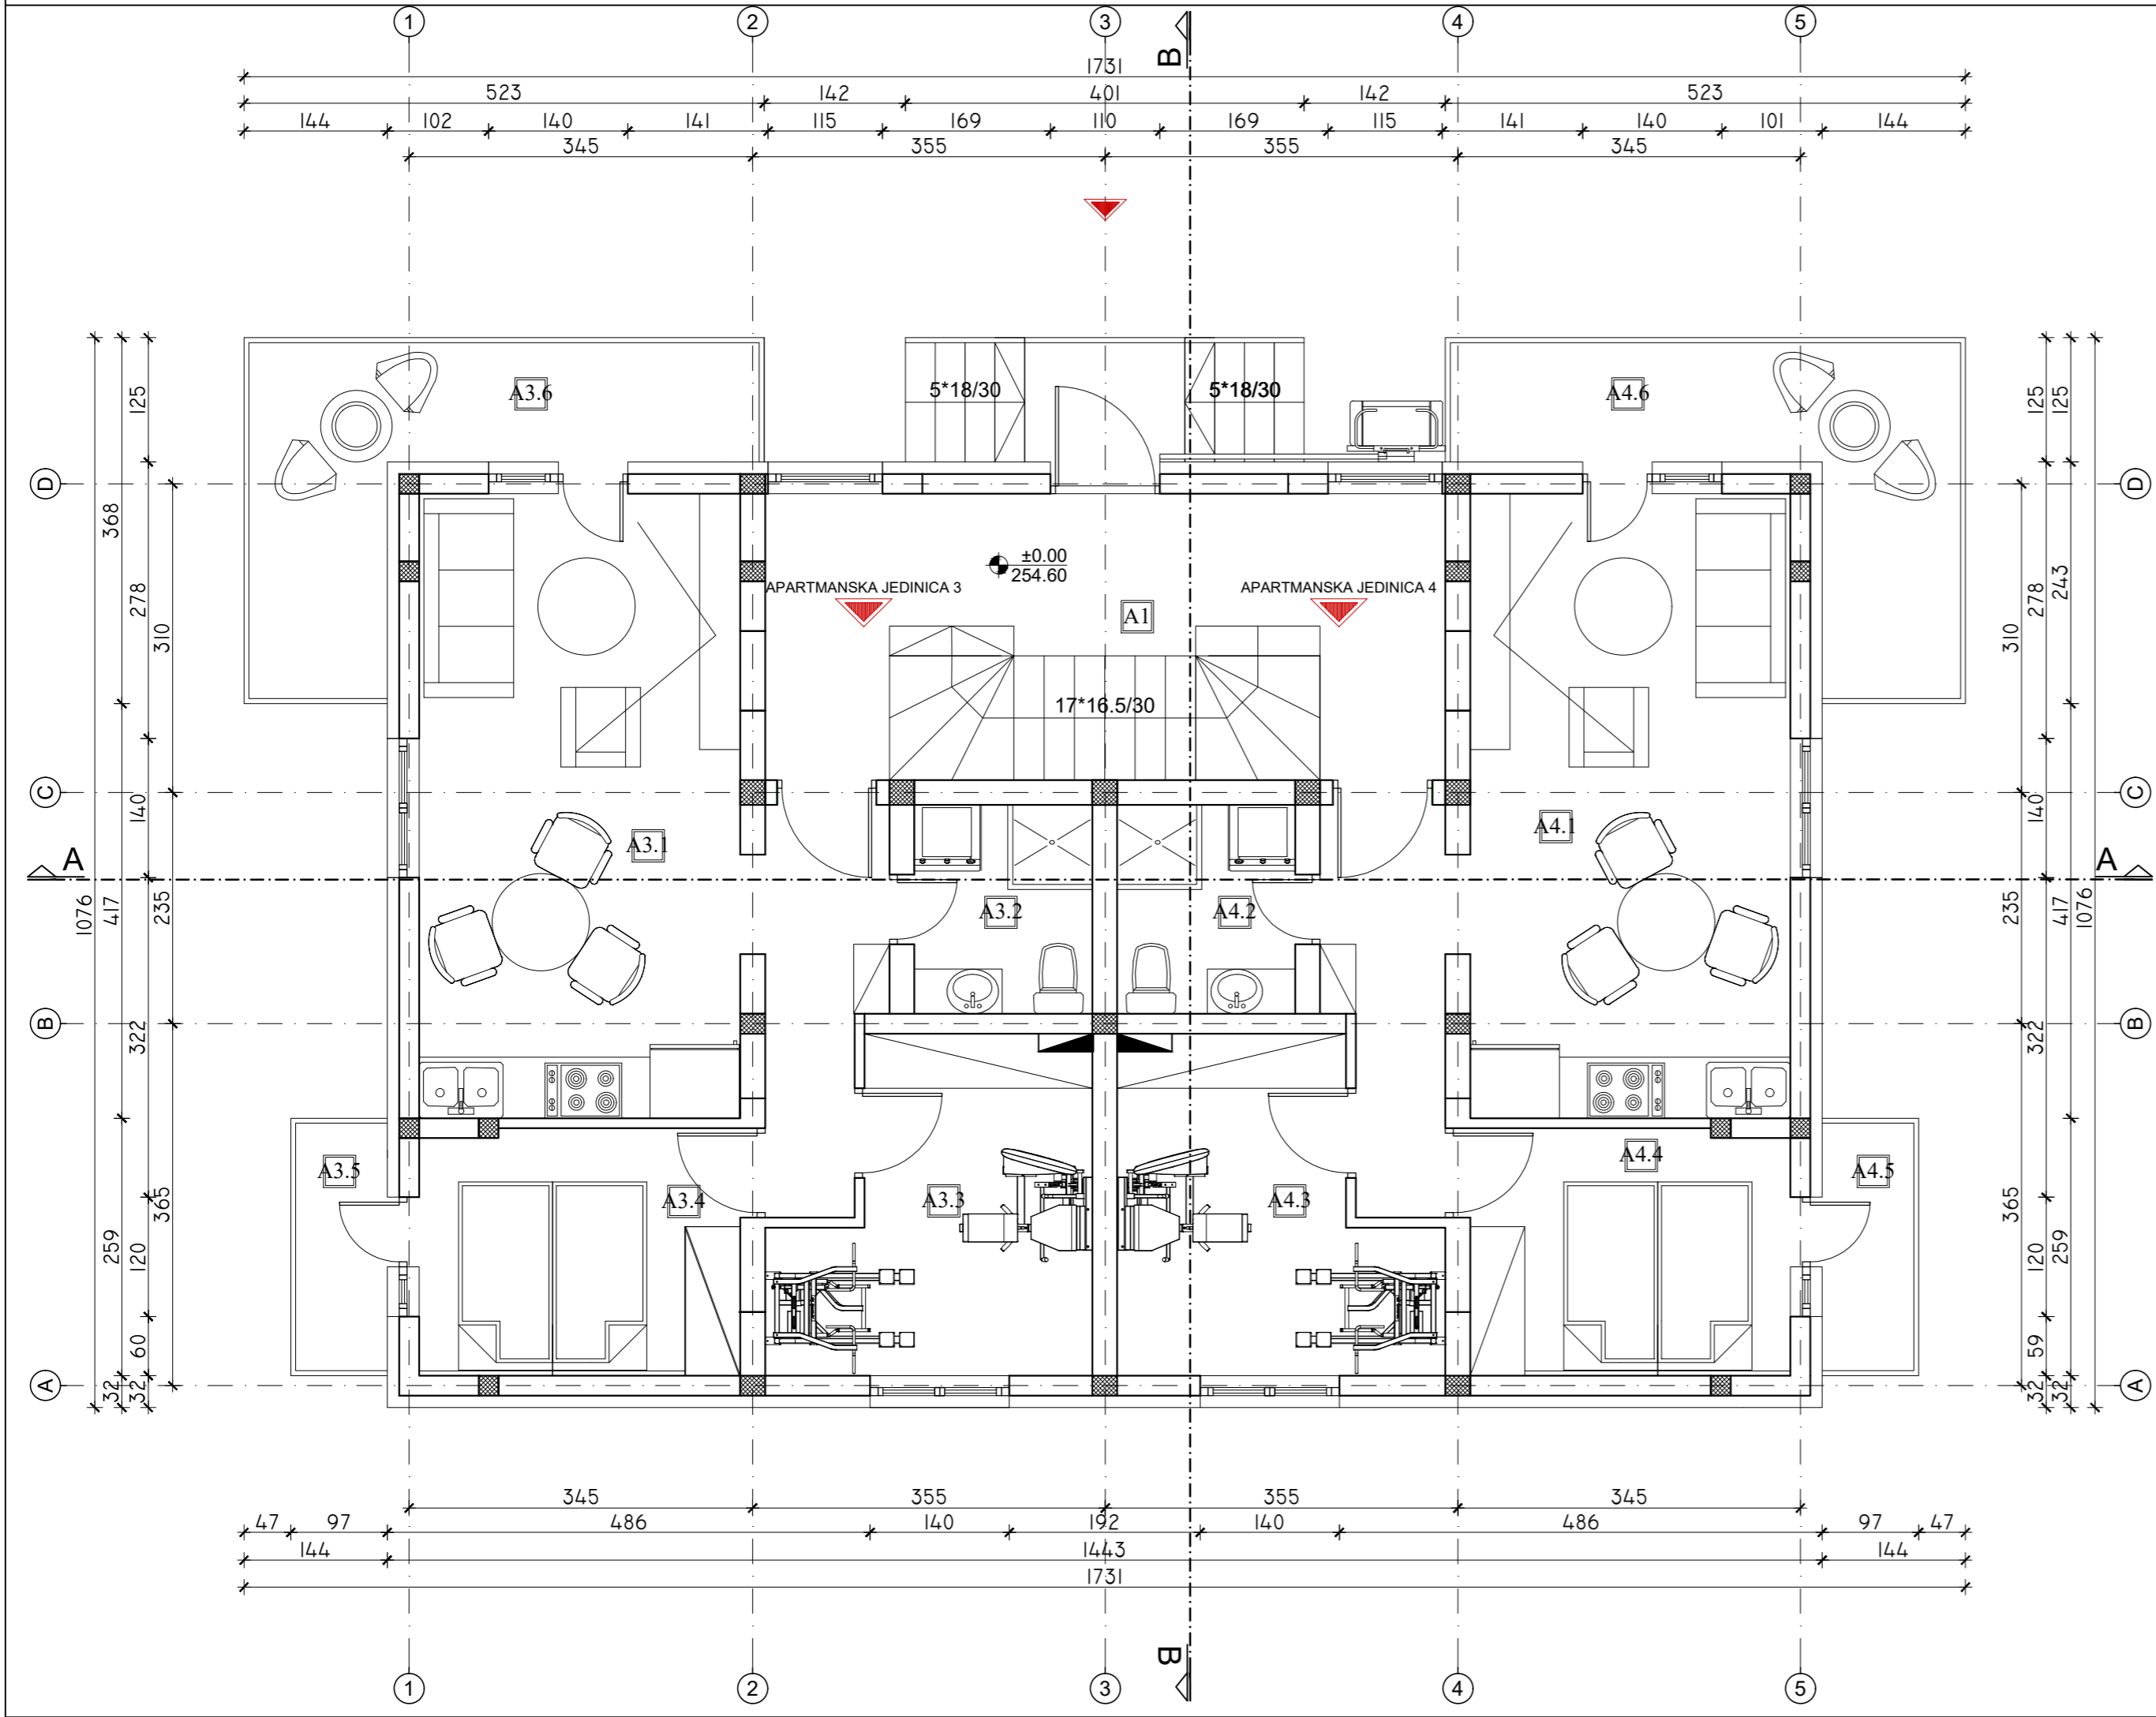 1 2 3 4 5
B
1731
523 142 401 142 523
144 102 140 141 115 169 110 169 115 141 140 101 144
345 355 355 345
A3.6 5*18/30 5*18/30 A4.6
125 125 125
D D
368 243
±0.00
254.60
APARTMANSKA JEDINICA 3 APARTMANSKA JEDINICA 4
A1
278 278
310 310
17*16.5/30
C C
140 140
A3.1 A4.1
A A
1076 417 235 235 417 1076
A3.2 A4.2
B B
322 322
A3.5 A3.4 A3.3 A4.3 A4.4 A4.5
365 365
259 120 120 259
60 59
A A
32 32 32 32
345 355 355 345
47 97 486 140 192 140 486 97 47
144 1443 144
1731
B
1 2 3 4 5